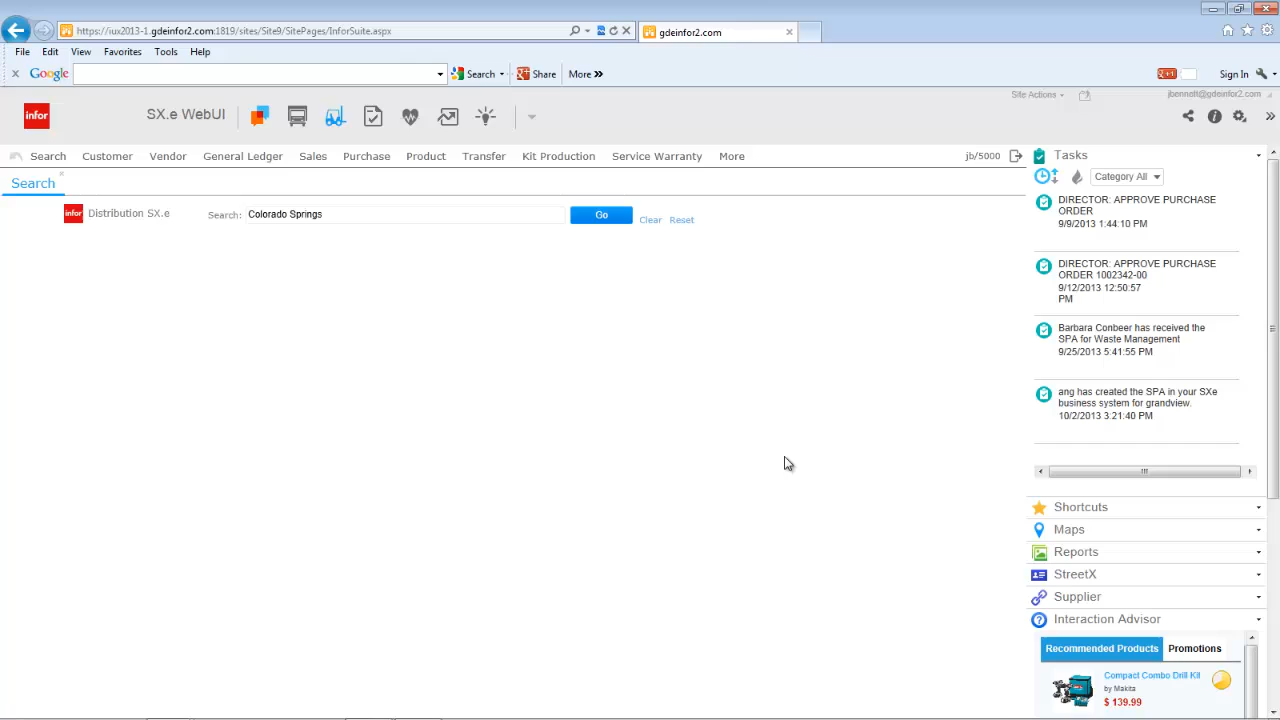 https://iux2013-1.gdeinfor2.com:1819/sites/Site9/SitePages/InforSuite.aspx
gdeinfor2.com
File Edit View Favorites Tools Help
Google Search Share More »
Sign In
Site Actions
jbennett@gdeinfor2.com
infor
SX.e WebUI
Search Customer Vendor General Ledger Sales Purchase Product Transfer Kit Production Service Warranty More
jb/5000
Search
infor Distribution SX.e
Search: Colorado Springs
Go
Clear Reset
Tasks
Category All
DIRECTOR: APPROVE PURCHASE
ORDER
9/9/2013 1:44:10 PM
DIRECTOR: APPROVE PURCHASE
ORDER 1002342-00
9/12/2013 12:50:57
PM
Barbara Conbeer has received the
SPA for Waste Management
9/25/2013 5:41:55 PM
ang has created the SPA in your SXe
business system for grandview.
10/2/2013 3:21:40 PM
Shortcuts
Maps
Reports
StreetX
Supplier
Interaction Advisor
Recommended Products Promotions
Compact Combo Drill Kit
by Makita
$ 139.99